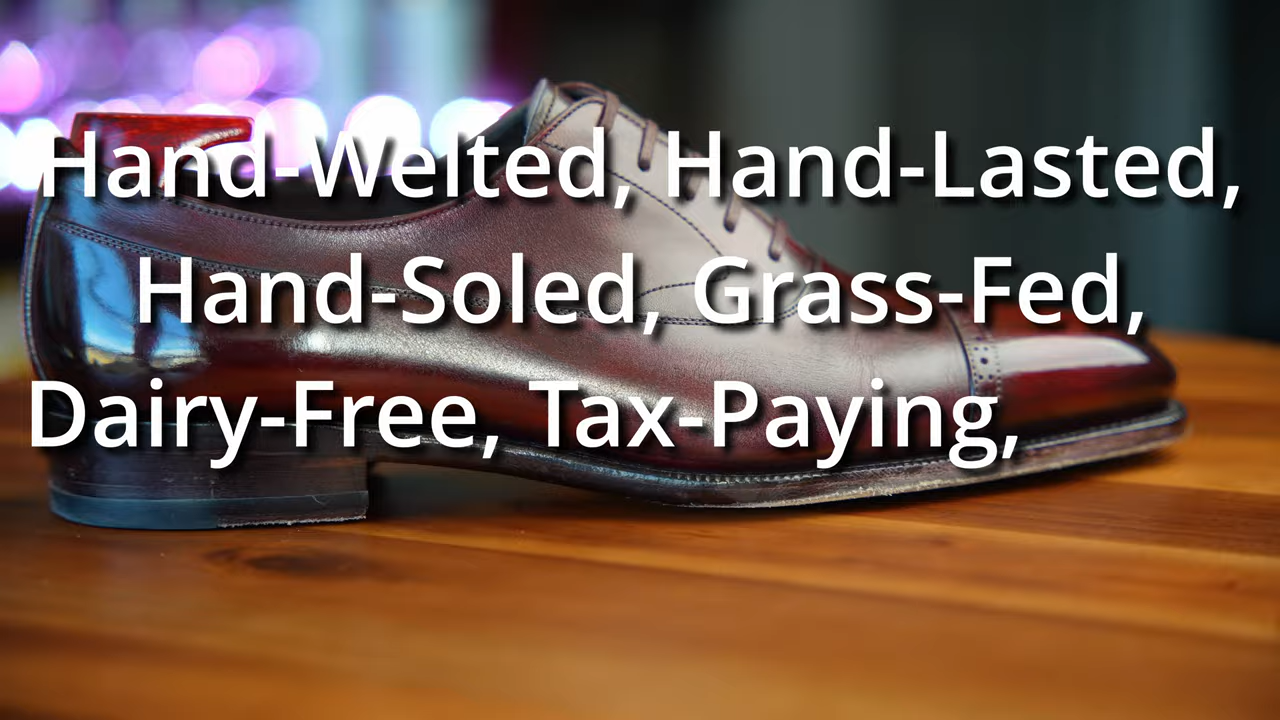 Hand-Welted, Hand-Lasted,
Hand-Soled, Grass-Fed,
Dairy-Free, Tax-Paying,